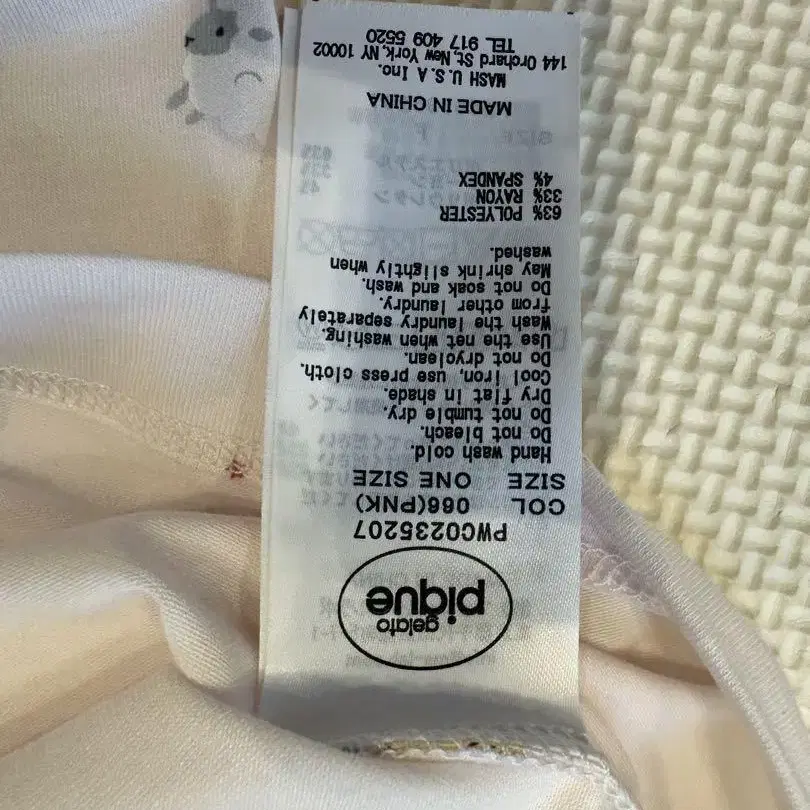 gelato
pique
PWCO235207
COL 066(PNK)
SIZE ONE SIZE
Hand wash cold.
Do not bleach.
Do not tumble dry.
Dry flat in shade.
Cool iron, use press cloth.
Do not dryclean.
Use the net when washing.
Wash the laundry separately
from other laundry.
Do not soak and wash.
May shrink slightly when
washed.
63% POLYESTER
33% RAYON
4% SPANDEX
MADE IN CHINA
MASH U.S.A Inc.
144 Orchard St, New York, NY 10002
TEL 917 409 5520